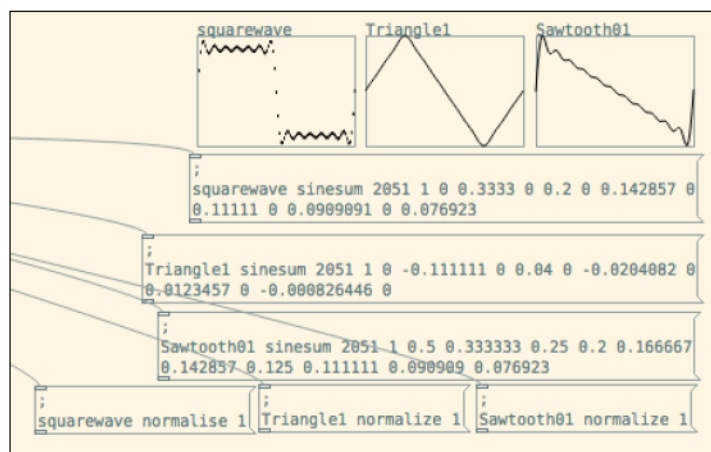 squarewave
Triangle1
Sawtooth01
;
squarewave sinesum 2051 1 0 0.3333 0 0.2 0 0.142857 0
0.11111 0 0.0909091 0 0.076923
;
Triangle1 sinesum 2051 1 0 -0.111111 0 0.04 0 -0.0204082 0
0.0123457 0 -0.000826446 0
;
Sawtooth01 sinesum 2051 1 0.5 0.333333 0.25 0.2 0.166667
0.142857 0.125 0.111111 0.090909 0.076923
;
squarewave normalise 1
;
Triangle1 normalize 1
;
Sawtooth01 normalize 1